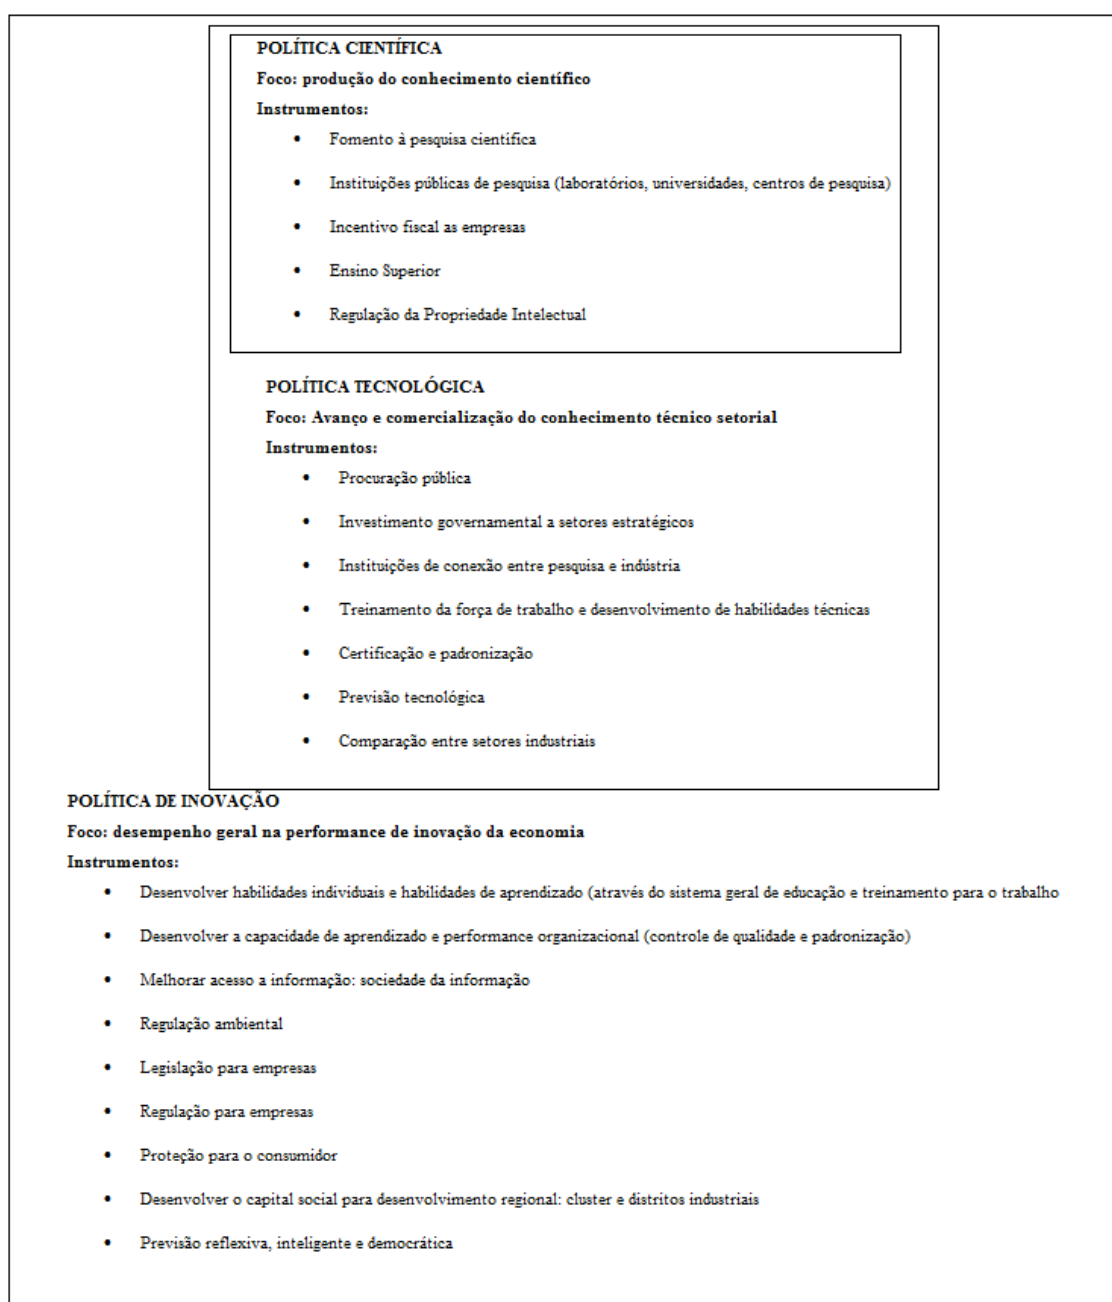 POLÍTICA CIENTÍFICA
Foco: produção do conhecimento científico
Instrumentos:
• Fomento à pesquisa científica
• Instituições públicas de pesquisa (laboratórios, universidades, centros de pesquisa)
• Incentivo fiscal as empresas
• Ensino Superior
• Regulação da Propriedade Intelectual
POLÍTICA TECNOLÓGICA
Foco: Avanço e comercialização do conhecimento técnico setorial
Instrumentos:
• Procuração pública
• Investimento governamental a setores estratégicos
• Instituições de conexão entre pesquisa e indústria
• Treinamento da força de trabalho e desenvolvimento de habilidades técnicas
• Certificação e padronização
• Previsão tecnológica
• Comparação entre setores industriais
POLÍTICA DE INOVAÇÃO
Foco: desempenho geral na performance de inovação da economia
Instrumentos:
• Desenvolver habilidades individuais e habilidades de aprendizado (através do sistema geral de educação e treinamento para o trabalho
• Desenvolver a capacidade de aprendizado e performance organizacional (controle de qualidade e padronização)
• Melhorar acesso a informação: sociedade da informação
• Regulação ambiental
• Legislação para empresas
• Regulação para empresas
• Proteção para o consumidor
• Desenvolver o capital social para desenvolvimento regional: cluster e distritos industriais
• Previsão reflexiva, inteligente e democrática